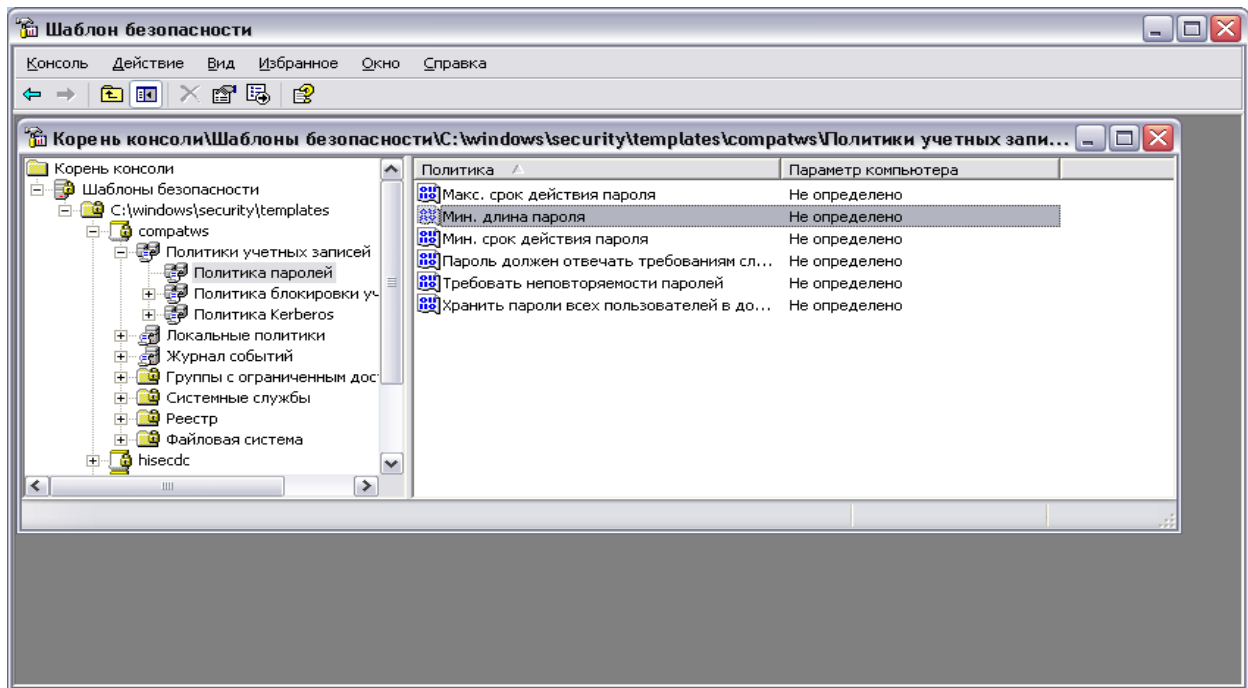 Шаблон безопасности
Консоль Действие Вид Избранное Окно Справка
Корень консоли\Шаблоны безопасности\C:\windows\security\templates\compatws\Политики учетных запи...
Корень консоли
Шаблоны безопасности
C:\windows\security\templates
compatws
Политики учетных записей
Политика паролей
Политика блокировки уч
Политика Kerberos
Локальные политики
Журнал событий
Группы с ограниченным дос
Системные службы
Реестр
Файловая система
hisecdc
Политика Параметр компьютера
Макс. срок действия пароля Не определено
Мин. длина пароля Не определено
Мин. срок действия пароля Не определено
Пароль должен отвечать требованиям сл... Не определено
Требовать неповторяемости паролей Не определено
Хранить пароли всех пользователей в до... Не определено